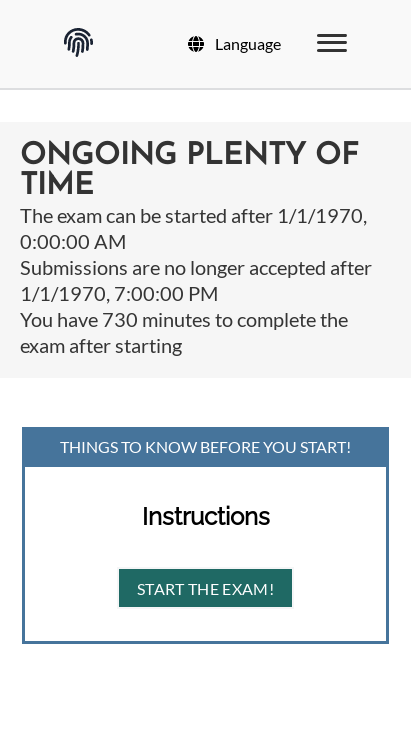 Language
ONGOING PLENTY OF
TIME
The exam can be started after 1/1/1970,
0:00:00 AM
Submissions are no longer accepted after
1/1/1970, 7:00:00 PM
You have 730 minutes to complete the
exam after starting
THINGS TO KNOW BEFORE YOU START!
Instructions
START THE EXAM!